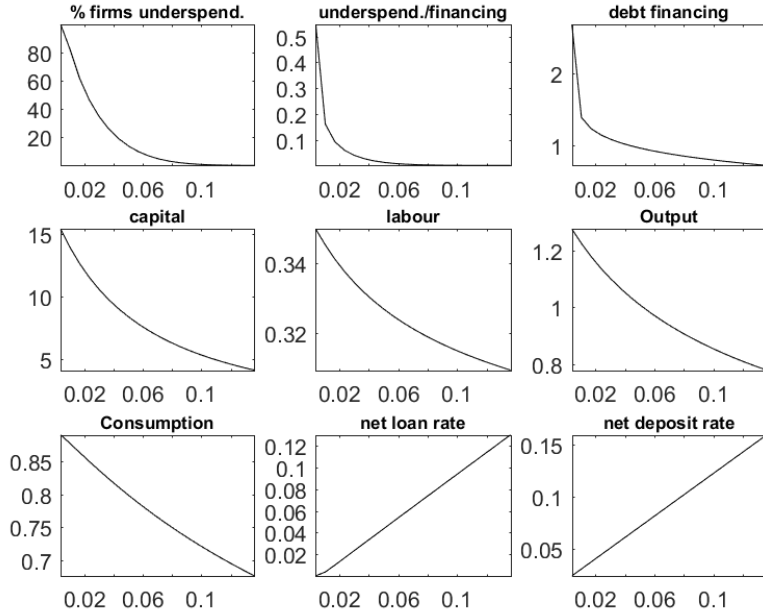 % firms underspend.
80
60
40
20
0.02 0.06 0.1
underspend./financing
0.5
0.4
0.3
0.2
0.1
0.02 0.06 0.1
debt financing
2
1
0.02 0.06 0.1
capital
15
10
5
0.02 0.06 0.1
labour
0.34
0.32
0.02 0.06 0.1
Output
1.2
1
0.8
0.02 0.06 0.1
Consumption
0.85
0.8
0.75
0.7
0.02 0.06 0.1
net loan rate
0.12
0.1
0.08
0.06
0.04
0.02
0.02 0.06 0.1
net deposit rate
0.15
0.1
0.05
0.02 0.06 0.1